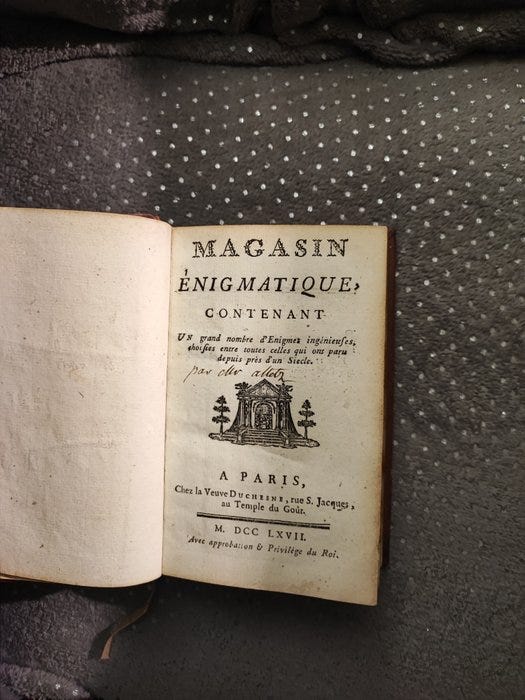 MAGASIN
ÉNIGMATIQUE,
CONTENANT
UN grand nombre d'Enigmes ingénieuses,
choisies entre toutes celles qui ont paru
depuis près d'un Siecle.
par
A PARIS,
Chez la Veuve DUCHESNE, rue S. Jacques,
au Temple du Goût.
M. DCC LXVII.
Avec approbation & Privilége du Roi.